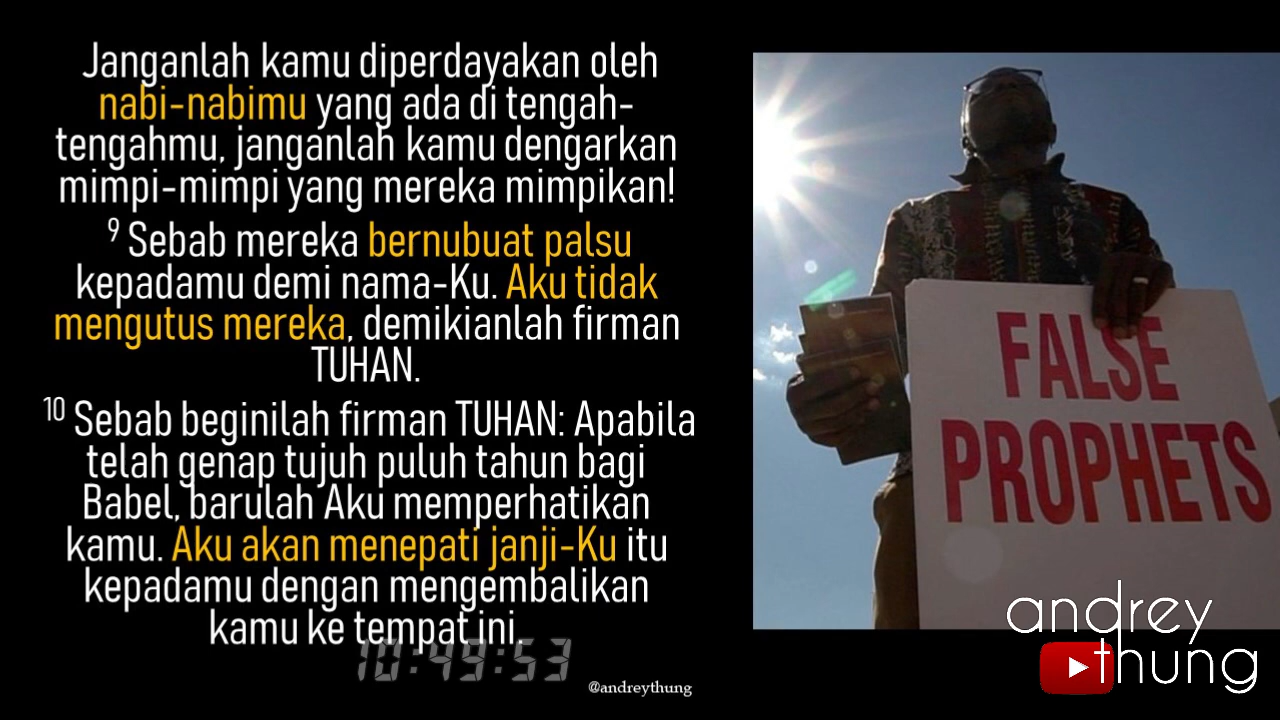 Janganlah kamu diperdayakan oleh
nabi-nabimu yang ada di tengah-
tengahmu, janganlah kamu dengarkan
mimpi-mimpi yang mereka mimpikan!
⁹ Sebab mereka bernubuat palsu
kepadamu demi nama-Ku. Aku tidak
mengutus mereka, demikianlah firman
TUHAN.
¹⁰ Sebab beginilah firman TUHAN: Apabila
telah genap tujuh puluh tahun bagi
Babel, barulah Aku memperhatikan
kamu. Aku akan menepati janji-Ku itu
kepadamu dengan mengembalikan
kamu ke tempat ini.
10:49:53
@andreythung
FALSE
PROPHETS
andrey
thung